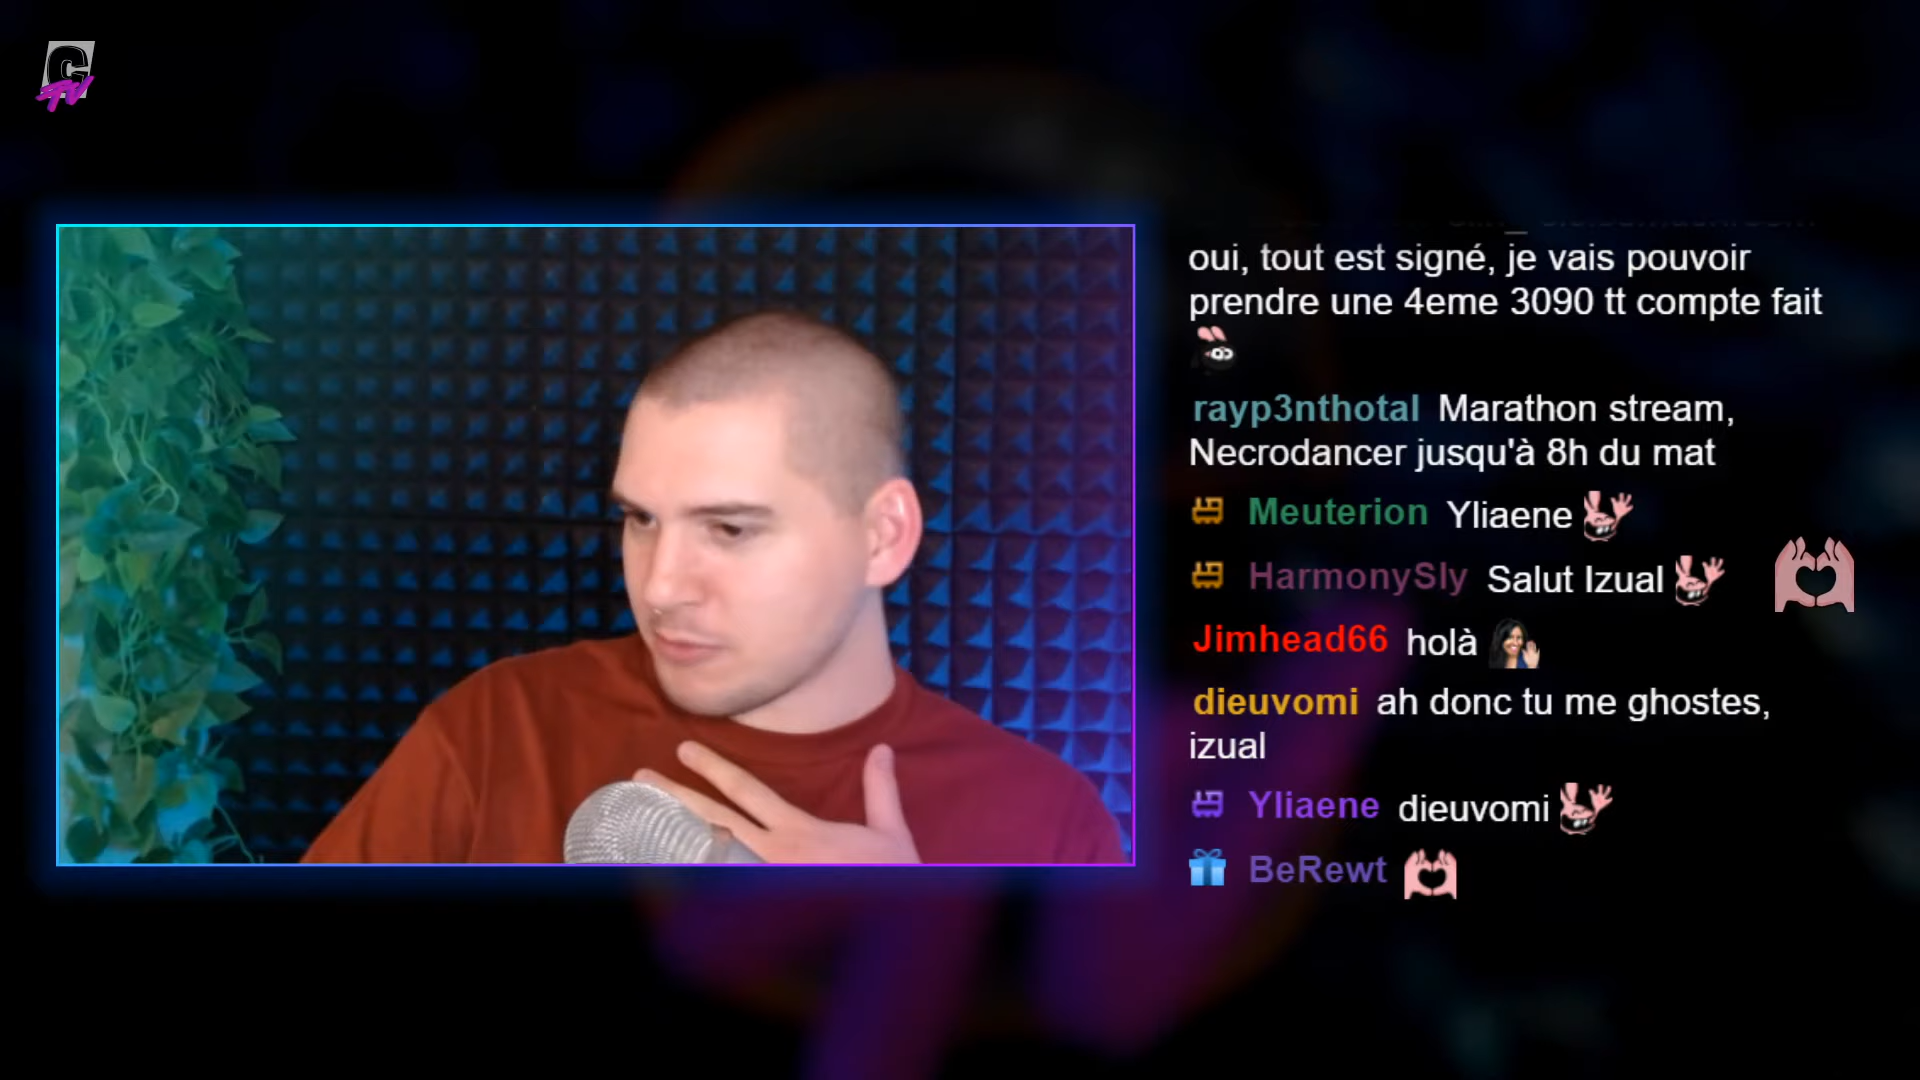 C
TV
oui, tout est signé, je vais pouvoir
prendre une 4eme 3090 tt compte fait
rayp3nthotal Marathon stream,
Necrodancer jusqu'à 8h du mat
Meuterion Yliaene
HarmonySly Salut Izual
Jimhead66 holà
dieuvomi ah donc tu me ghostes,
izual
Yliaene dieuvomi
BeRewt